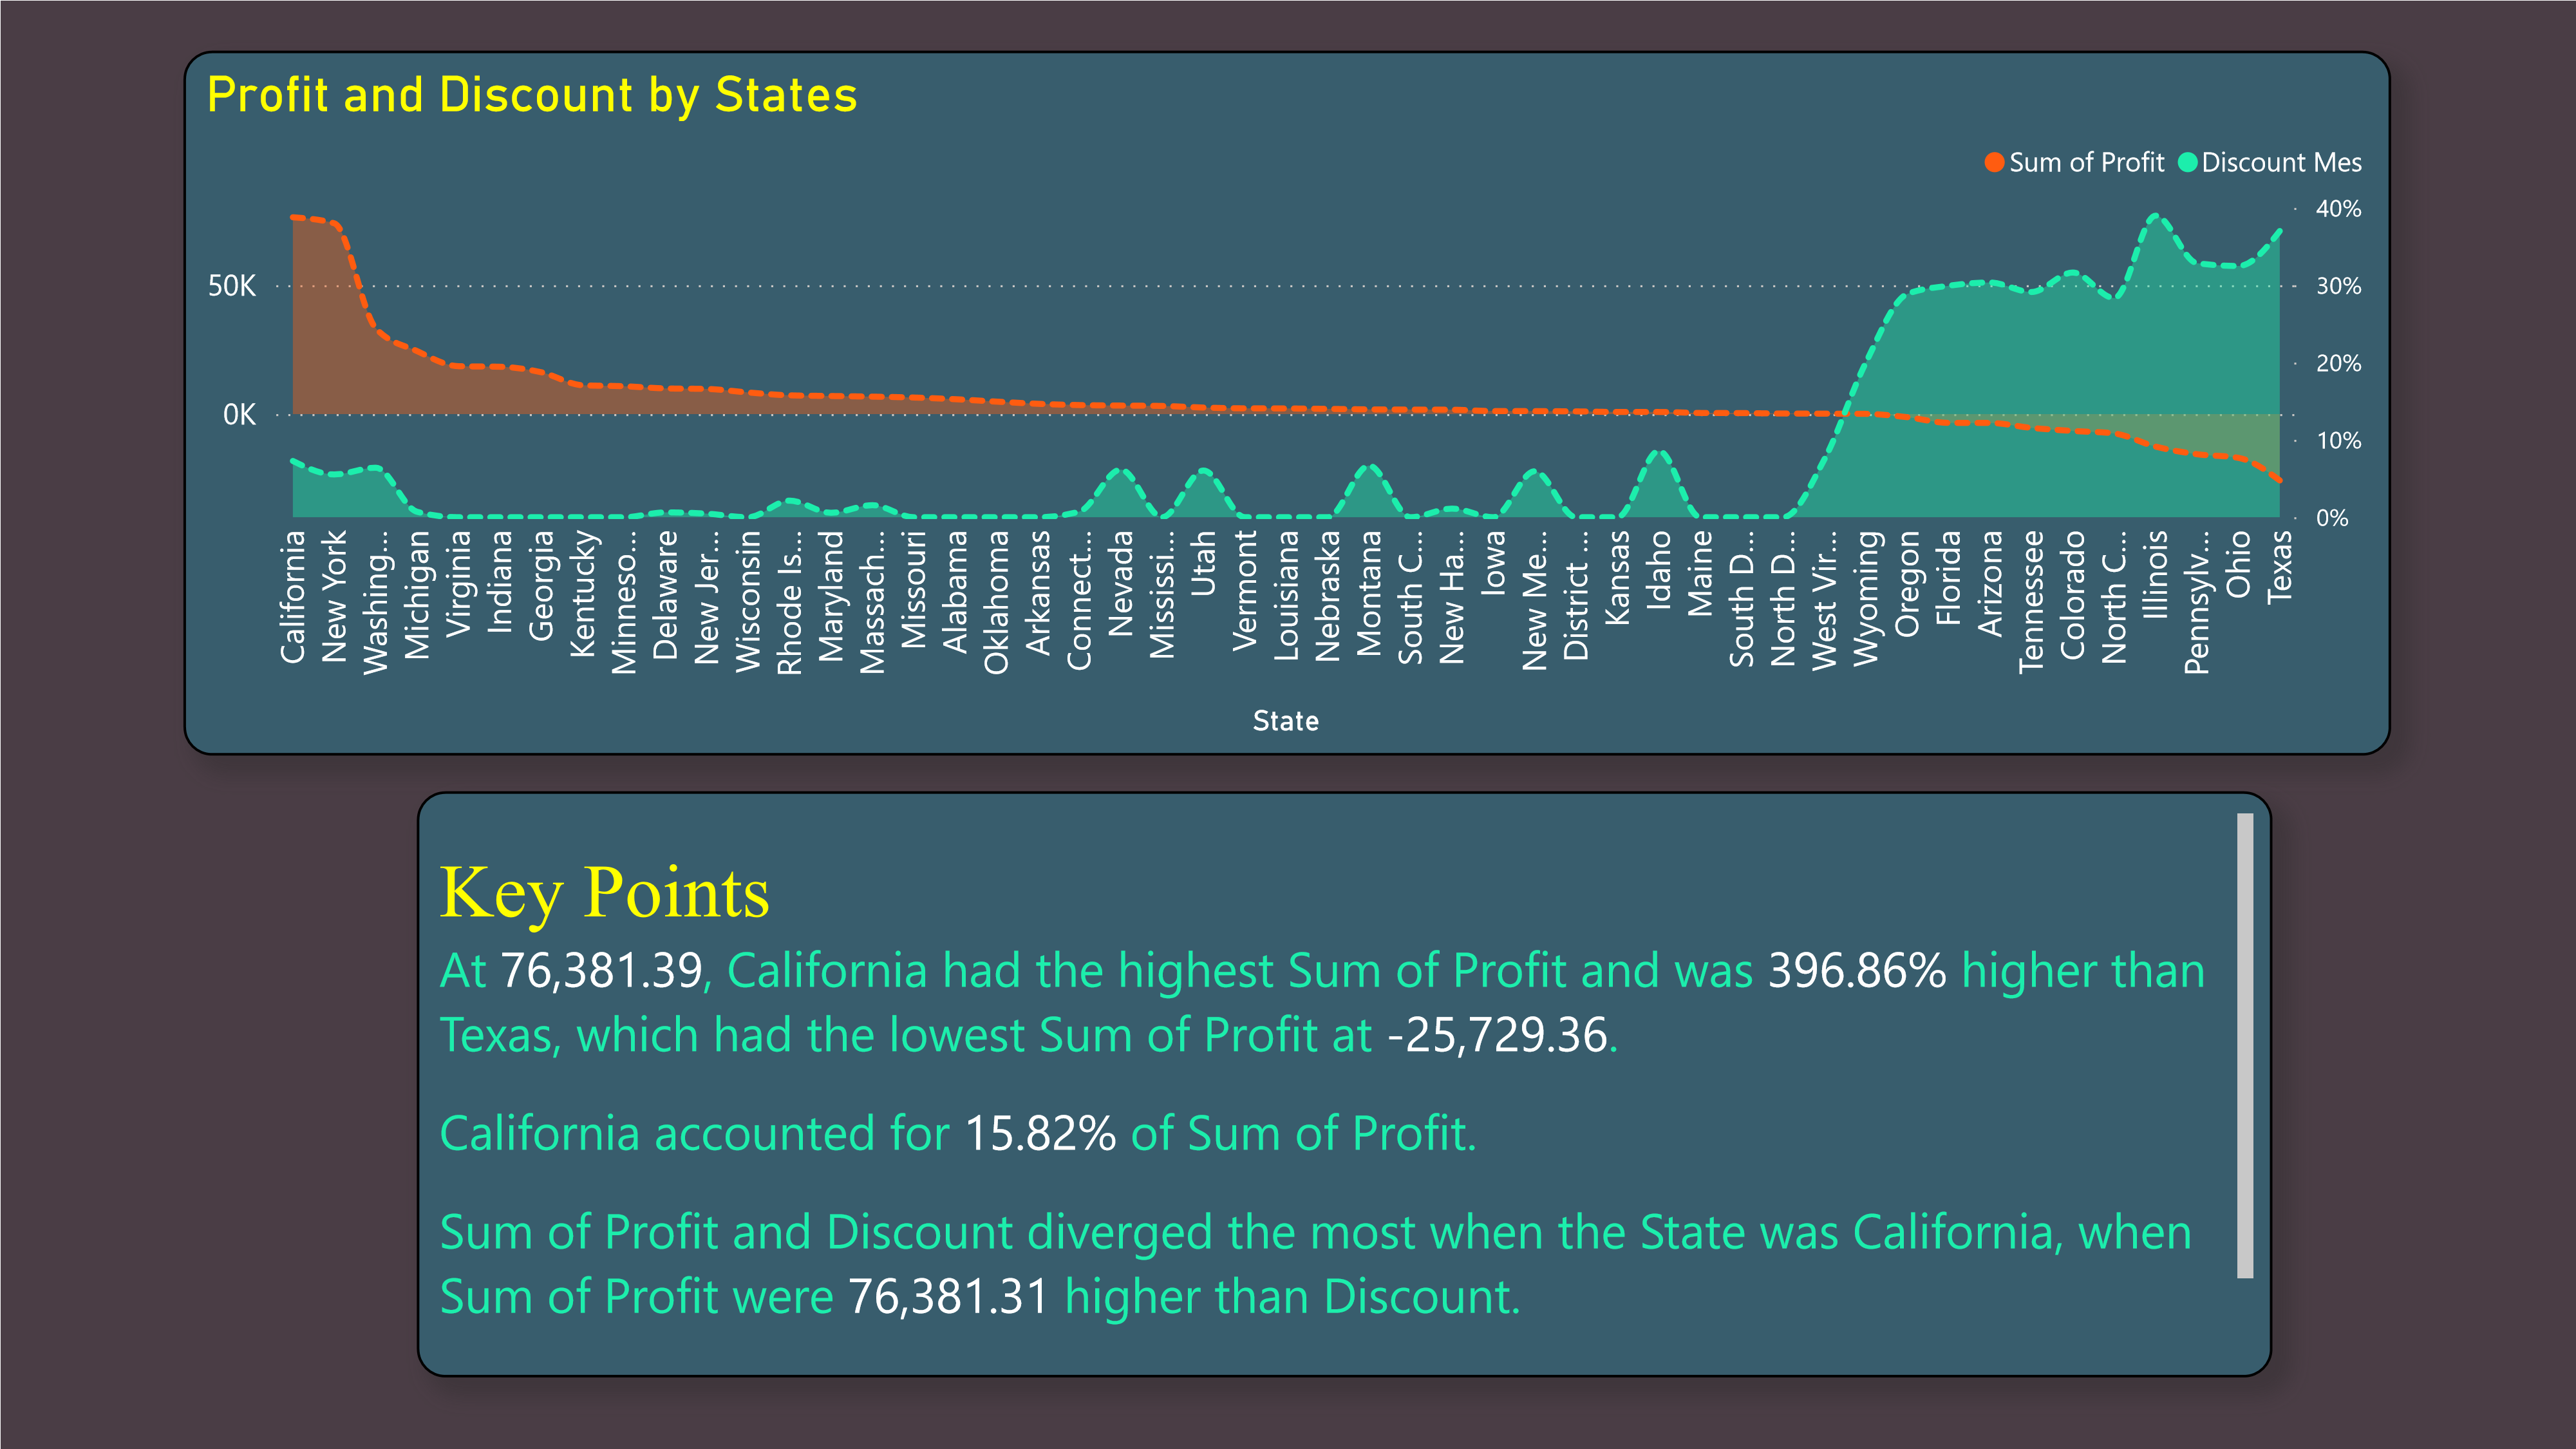 Profit and Discount by States
Sum of Profit Discount Mes
40%
50K
30%
20%
0K
10%
0%
California
New York
Washing...
Michigan
Virginia
Indiana
Georgia
Kentucky
Minneso...
Delaware
New Jer...
Wisconsin
Rhode Is...
Maryland
Massach...
Missouri
Alabama
Oklahoma
Arkansas
Connect...
Nevada
Mississi...
Utah
Vermont
Louisiana
Nebraska
Montana
South C...
New Ha...
Iowa
New Me...
District ...
Kansas
Idaho
Maine
South D...
North D...
West Vir...
Wyoming
Oregon
Florida
Arizona
Tennessee
Colorado
North C...
Illinois
Pennsylv...
Ohio
Texas
State
Key Points
At 76,381.39, California had the highest Sum of Profit and was 396.86% higher than
Texas, which had the lowest Sum of Profit at -25,729.36.
California accounted for 15.82% of Sum of Profit.
Sum of Profit and Discount diverged the most when the State was California, when
Sum of Profit were 76,381.31 higher than Discount.